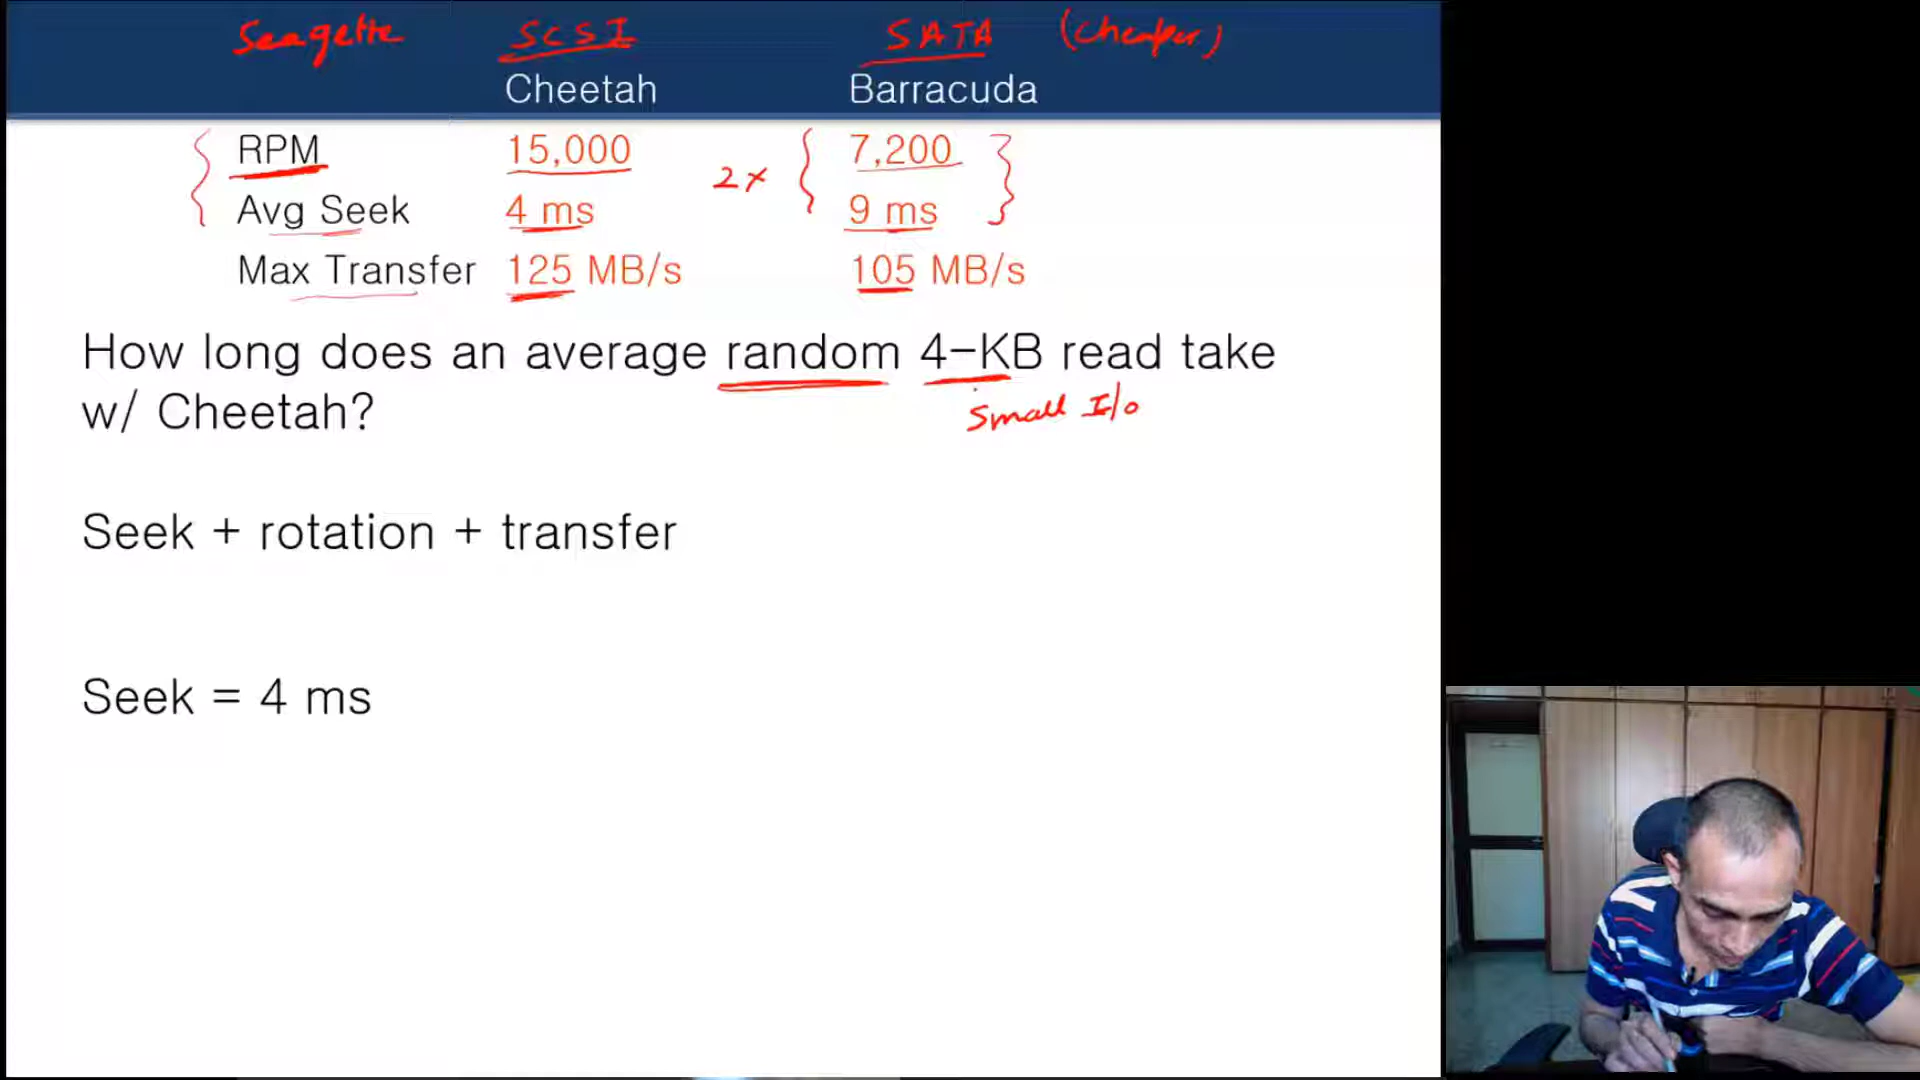 Seagette SCSI SATA (Cheaper)
Cheetah Barracuda
RPM 15,000 2x 7,200
Avg Seek 4 ms 9 ms
Max Transfer 125 MB/s 105 MB/s
How long does an average random 4-KB read take
w/ Cheetah?
Small I/o
Seek + rotation + transfer
Seek = 4 ms